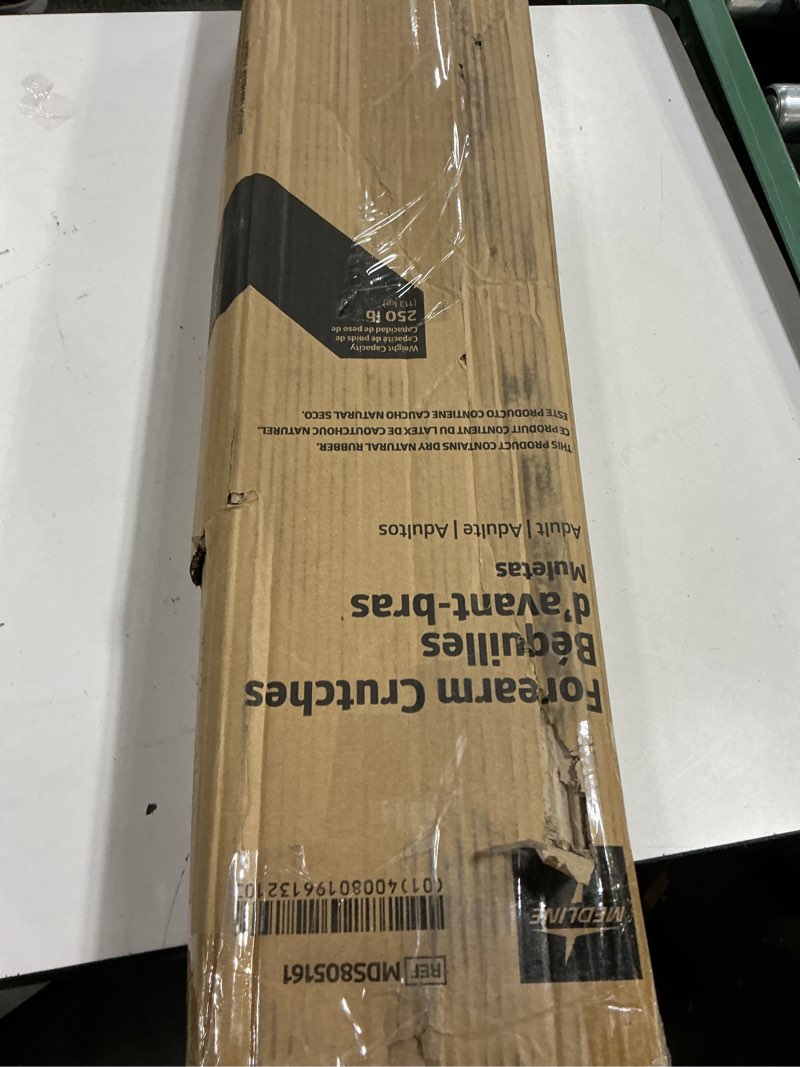 MEDLINE
REF MDS805161
(01)4008019613210
Forearm Crutches
Béquilles
d'avant-bras
Muletas
Adult | Adulte | Adultos
THIS PRODUCT CONTAINS DRY NATURAL RUBBER.
CE PRODUIT CONTIENT DU LATEX DE CAOUTCHOUC NATUREL.
ESTE PRODUCTO CONTIENE CAUCHO NATURAL SECO.
Weight Capacity
Capacité de poids de
Capacidad de peso de
250 lb
(113 kg)